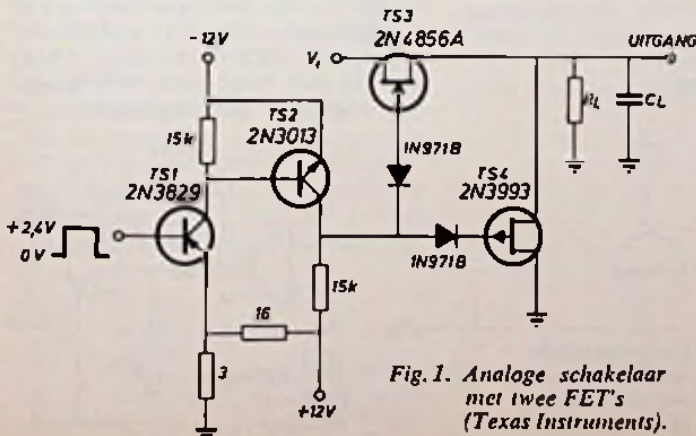 TS3
2N4856A
-12V
V₁
UITGANG
TS2
2N3013
15k
RL
CL
TS1
2N3829
1N971B
TS4
2N3993
+2,4V
0V
1N971B
15k
16
3
+12V
Fig. 1. Analoge schakelaar
met twee FET's
(Texas Instruments).